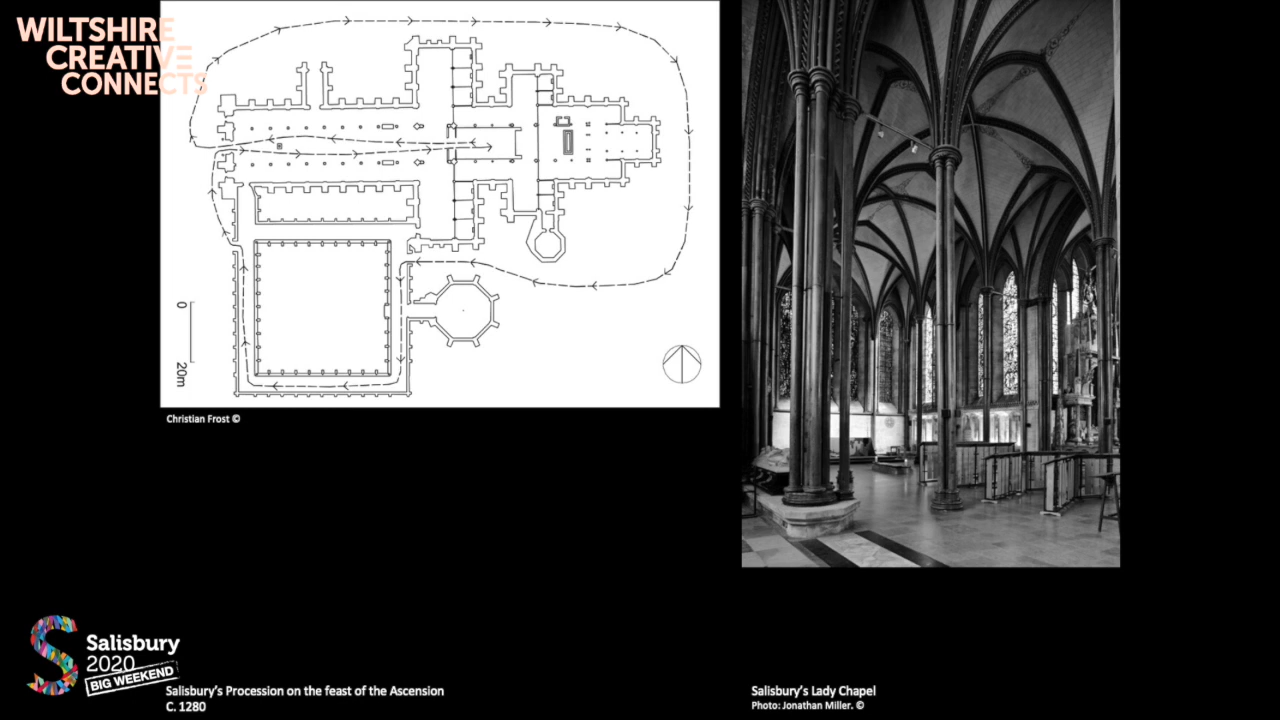 WILTSHIRE
CREATIVE
CONNECTS
0
20m
Christian Frost ©
Salisbury
2020
BIG WEEKEND
Salisbury's Procession on the feast of the Ascension
C. 1280
Salisbury's Lady Chapel
Photo: Jonathan Miller. ©